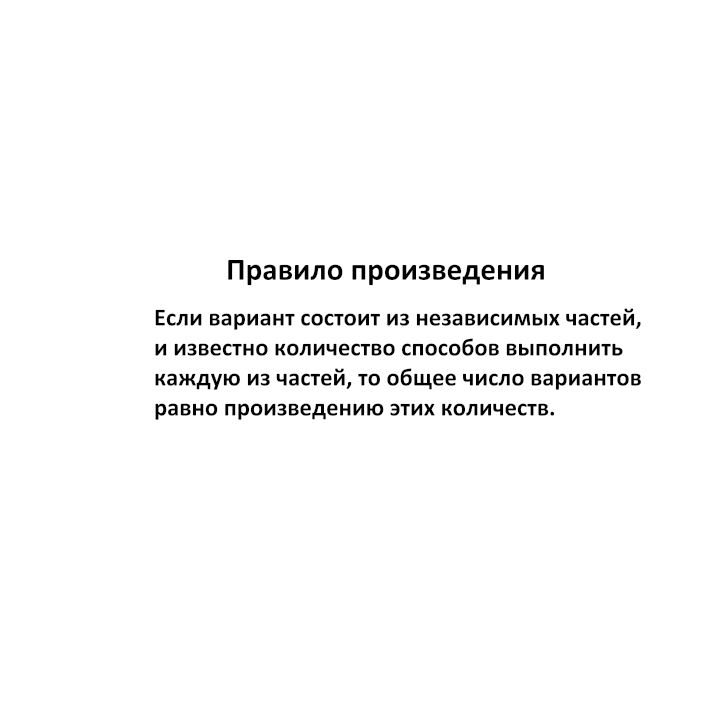 Правило произведения
Если вариант состоит из независимых частей,
и известно количество способов выполнить
каждую из частей, то общее число вариантов
равно произведению этих количеств.